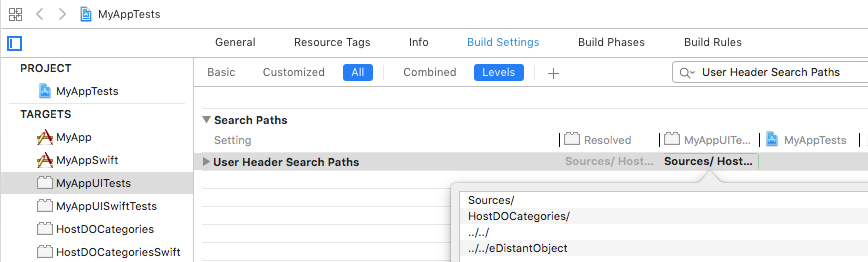 MyAppTests
General Resource Tags Info Build Settings Build Phases Build Rules
PROJECT
MyAppTests
TARGETS
MyApp
MyAppSwift
MyAppUITests
MyAppUISwiftTests
HostDOCategories
HostDOCategoriesSwift
Basic Customized All Combined Levels + User Header Search Paths
Search Paths
Setting Resolved MyAppUITe... MyAppTests
User Header Search Paths Sources/ Host... Sources/ Host...
Sources/
HostDOCategories/
../../
../../eDistantObject